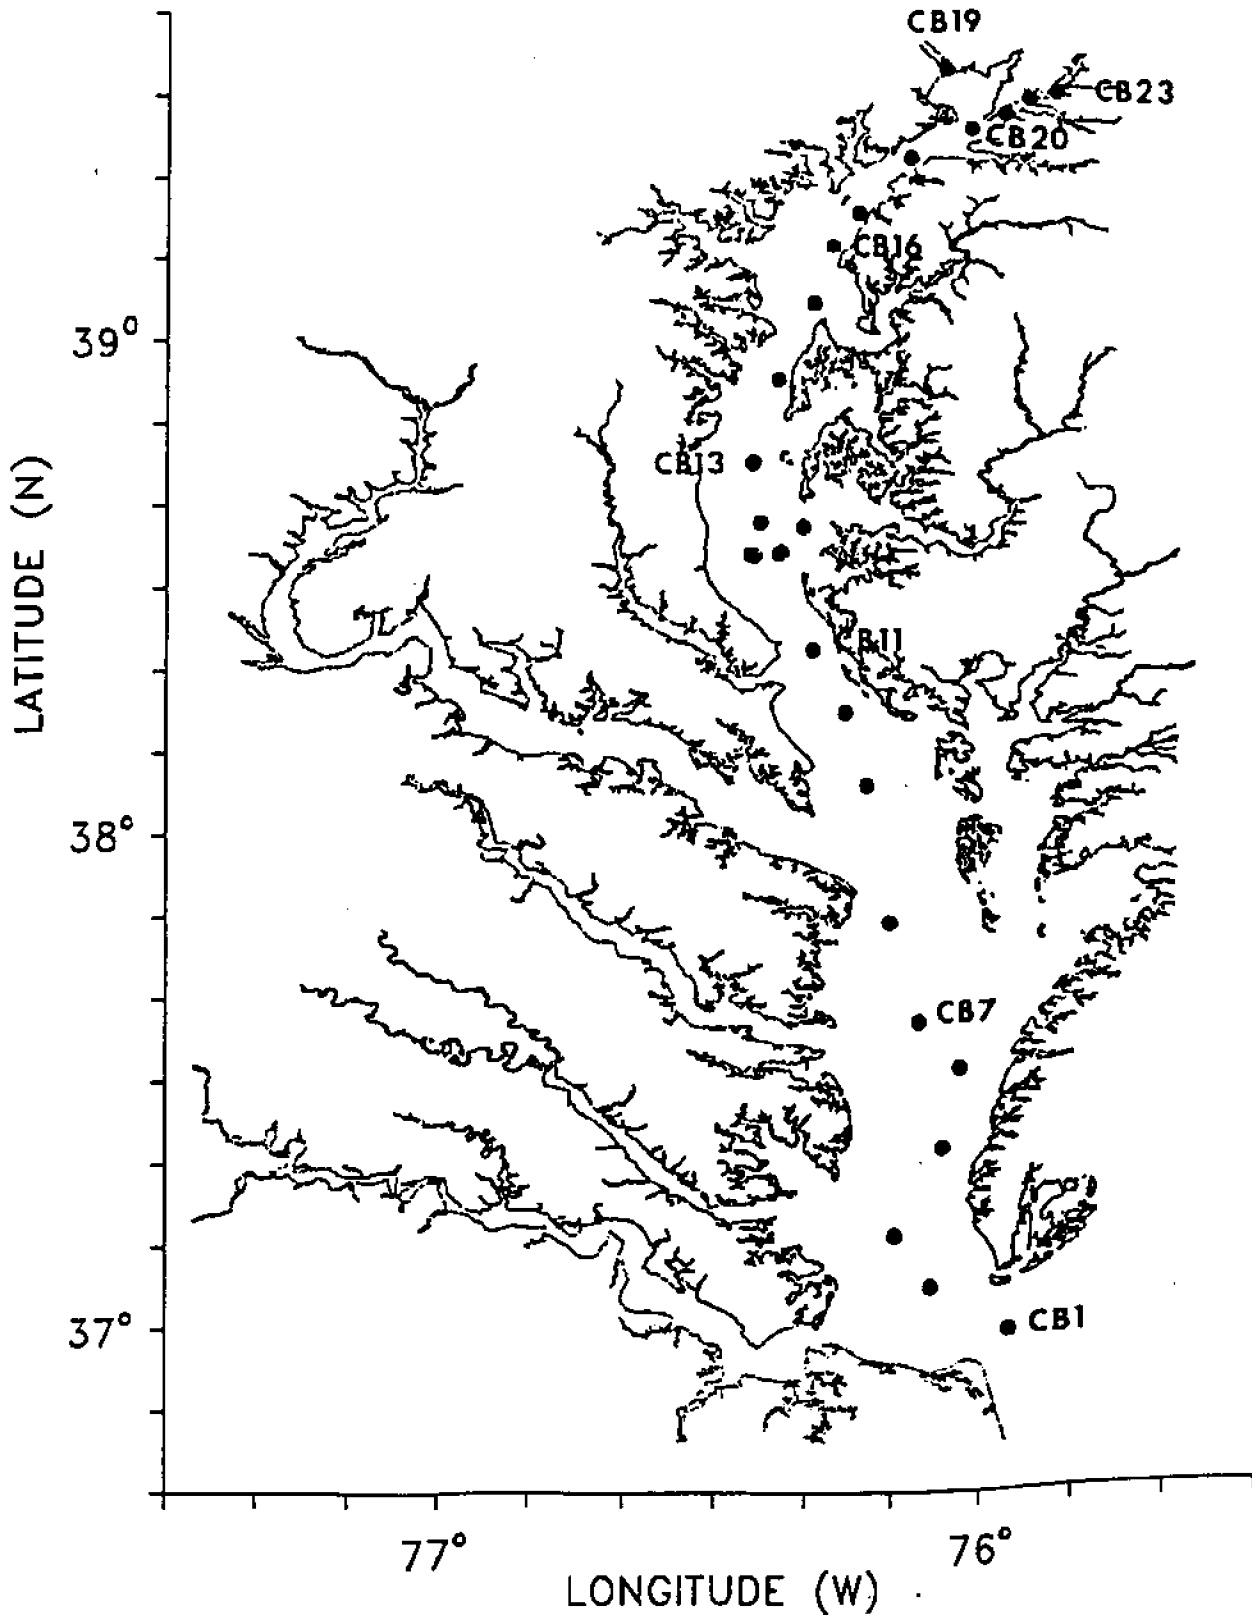 CB19
CB23
CB20
CB16
39°
CB13
B11
LATITUDE (N)
38°
CB7
37°
CB1
77°
76°
LONGITUDE (W)